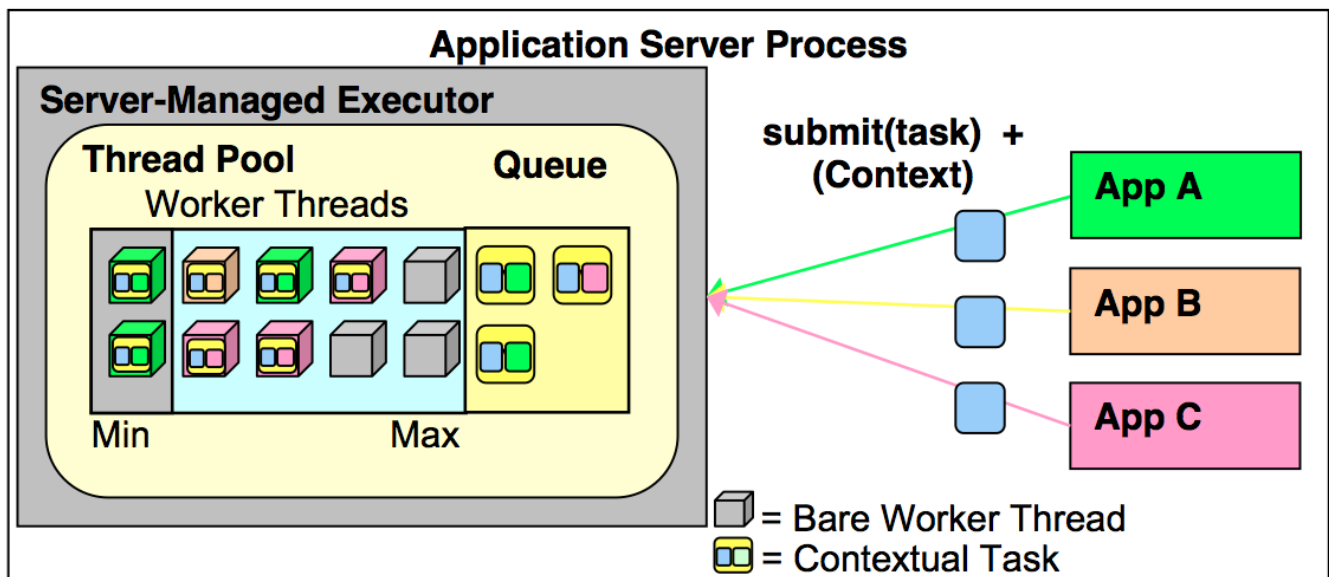 Application Server Process
Server-Managed Executor
Thread Pool
Queue
Worker Threads
Min
Max
submit(task) +
(Context)
App A
App B
App C
= Bare Worker Thread
= Contextual Task